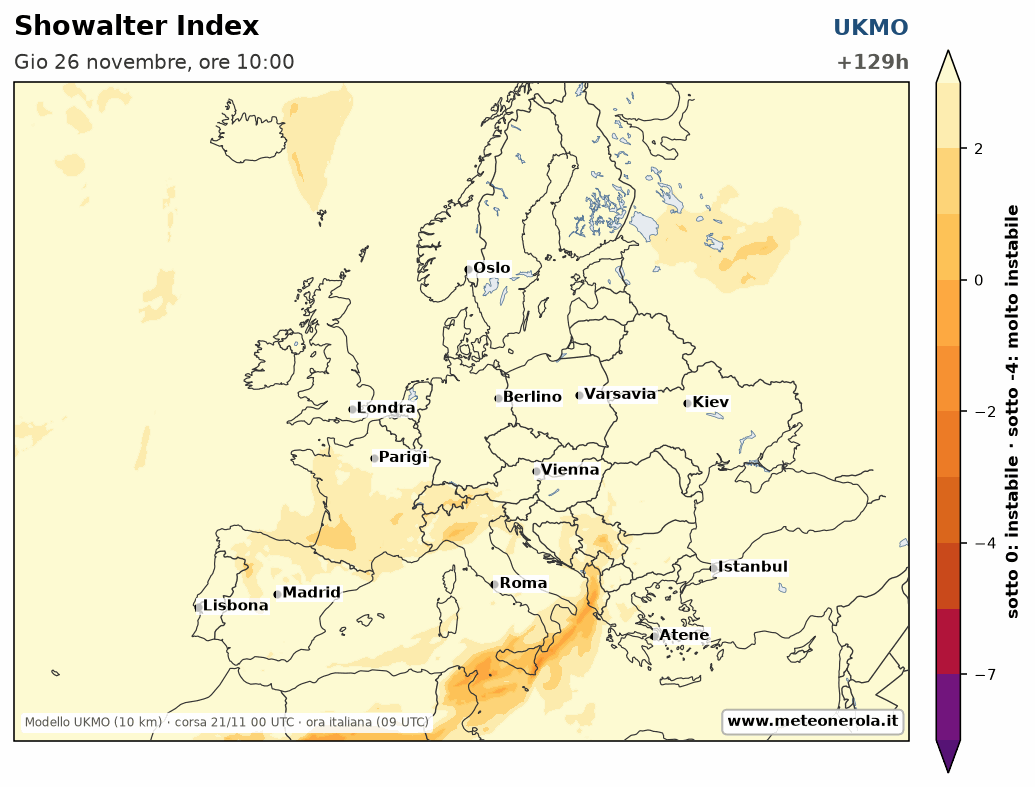 Showalter Index
UKMO
Gio 26 novembre, ore 10:00
+129h
Oslo
Londra
Berlino
Varsavia
Kiev
Parigi
Vienna
Istanbul
Roma
Madrid
Lisbona
Atene
Modello UKMO (10 km) · corsa 21/11 00 UTC · ora italiana (09 UTC)
www.meteonerola.it
2
0
−2
−4
−7
sotto 0: instabile · sotto -4: molto instabile